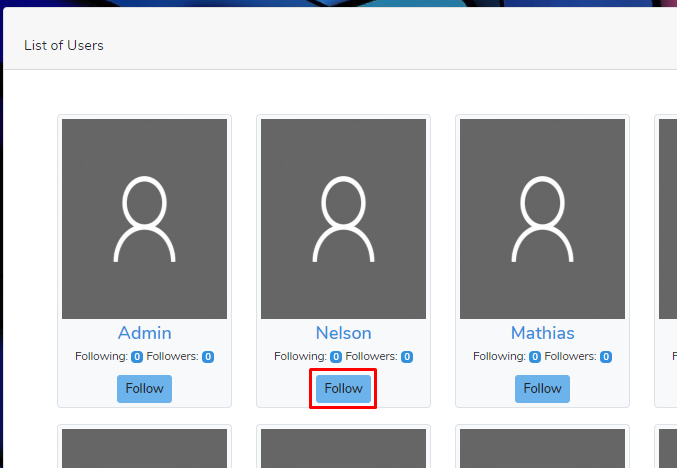 List of Users
Admin
Following: 0 Followers: 0
Follow
Nelson
Following: 0 Followers: 0
Follow
Mathias
Following: 0 Followers: 0
Follow
F